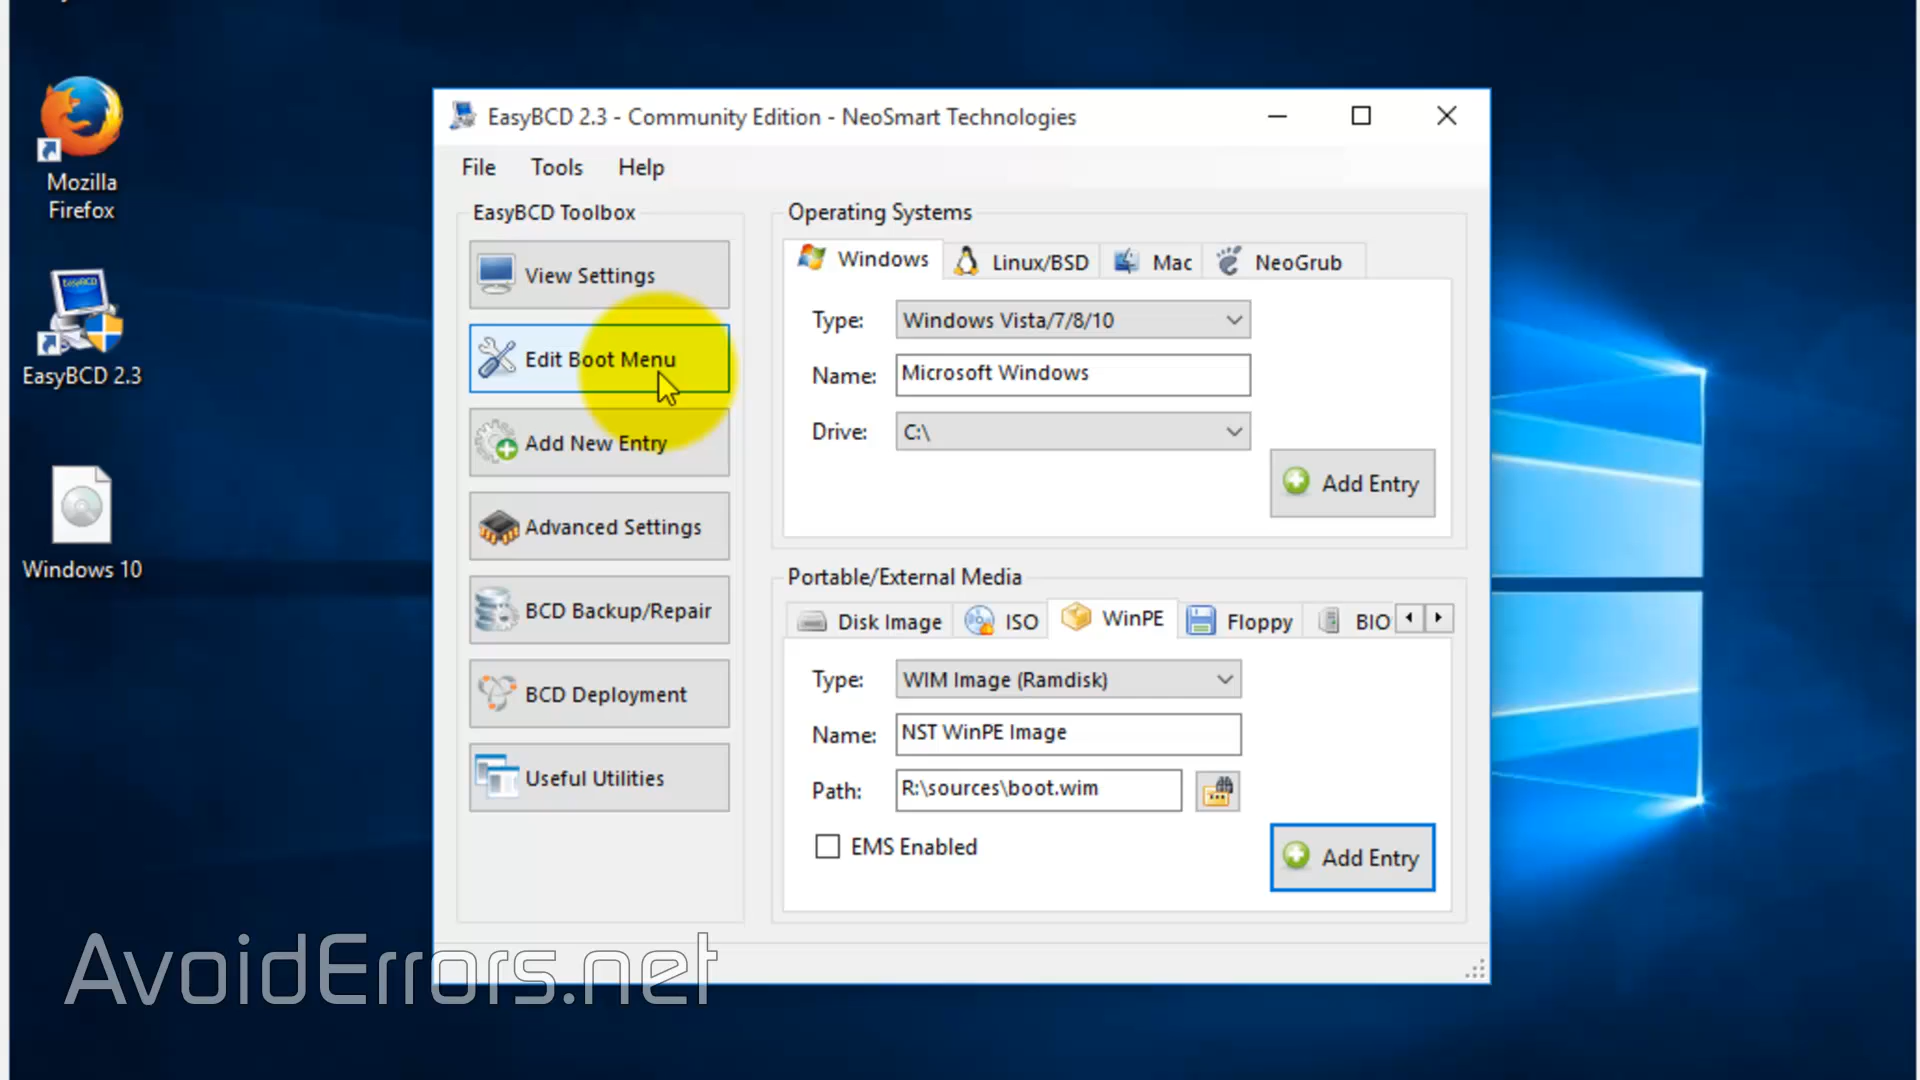 Mozilla
Firefox
EasyBCD
EasyBCD 2.3
Windows 10
EasyBCD 2.3 - Community Edition - NeoSmart Technologies
File Tools Help
EasyBCD Toolbox
View Settings
Edit Boot Menu
Add New Entry
Advanced Settings
BCD Backup/Repair
BCD Deployment
Useful Utilities
Operating Systems
Windows Linux/BSD Mac NeoGrub
Type: Windows Vista/7/8/10
Name: Microsoft Windows
Drive: C:\
Add Entry
Portable/External Media
Disk Image ISO WinPE Floppy BIO
Type: WIM Image (Ramdisk)
Name: NST WinPE Image
Path: R:\sources\boot.wim
EMS Enabled
Add Entry
AvoidErrors.net